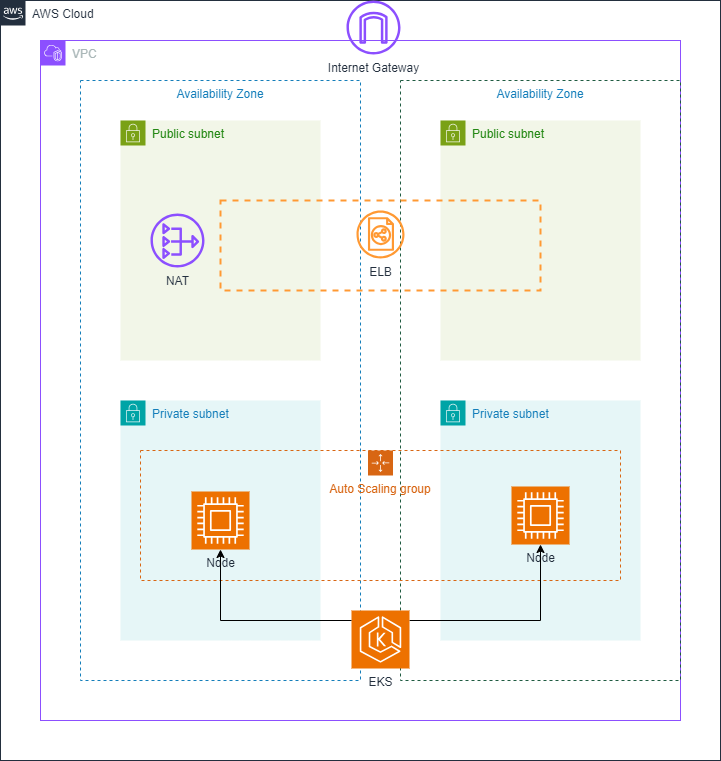 aws
AWS Cloud
Internet Gateway
VPC
Availability Zone
Availability Zone
Public subnet
Public subnet
NAT
ELB
Private subnet
Private subnet
Auto Scaling group
Node
Node
K
EKS